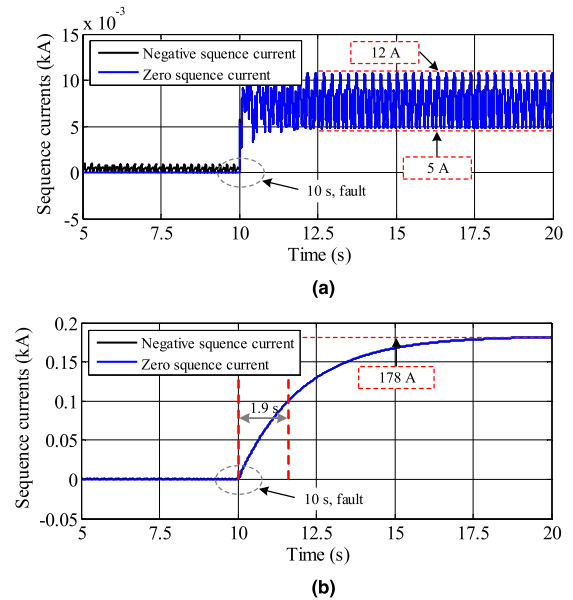 x 10⁻³
Sequence currents (kA)
15
10
5
0
-5
Negative squence current
Zero squence current
12 A
5 A
10 s, fault
5
7.5
10
12.5
15
17.5
20
Time (s)
(a)
Sequence currents (kA)
0.2
0.15
0.1
0.05
0
-0.05
Negative squence current
Zero squence current
178 A
1.9 s
10 s, fault
5
7.5
10
12.5
15
17.5
20
Time (s)
(b)